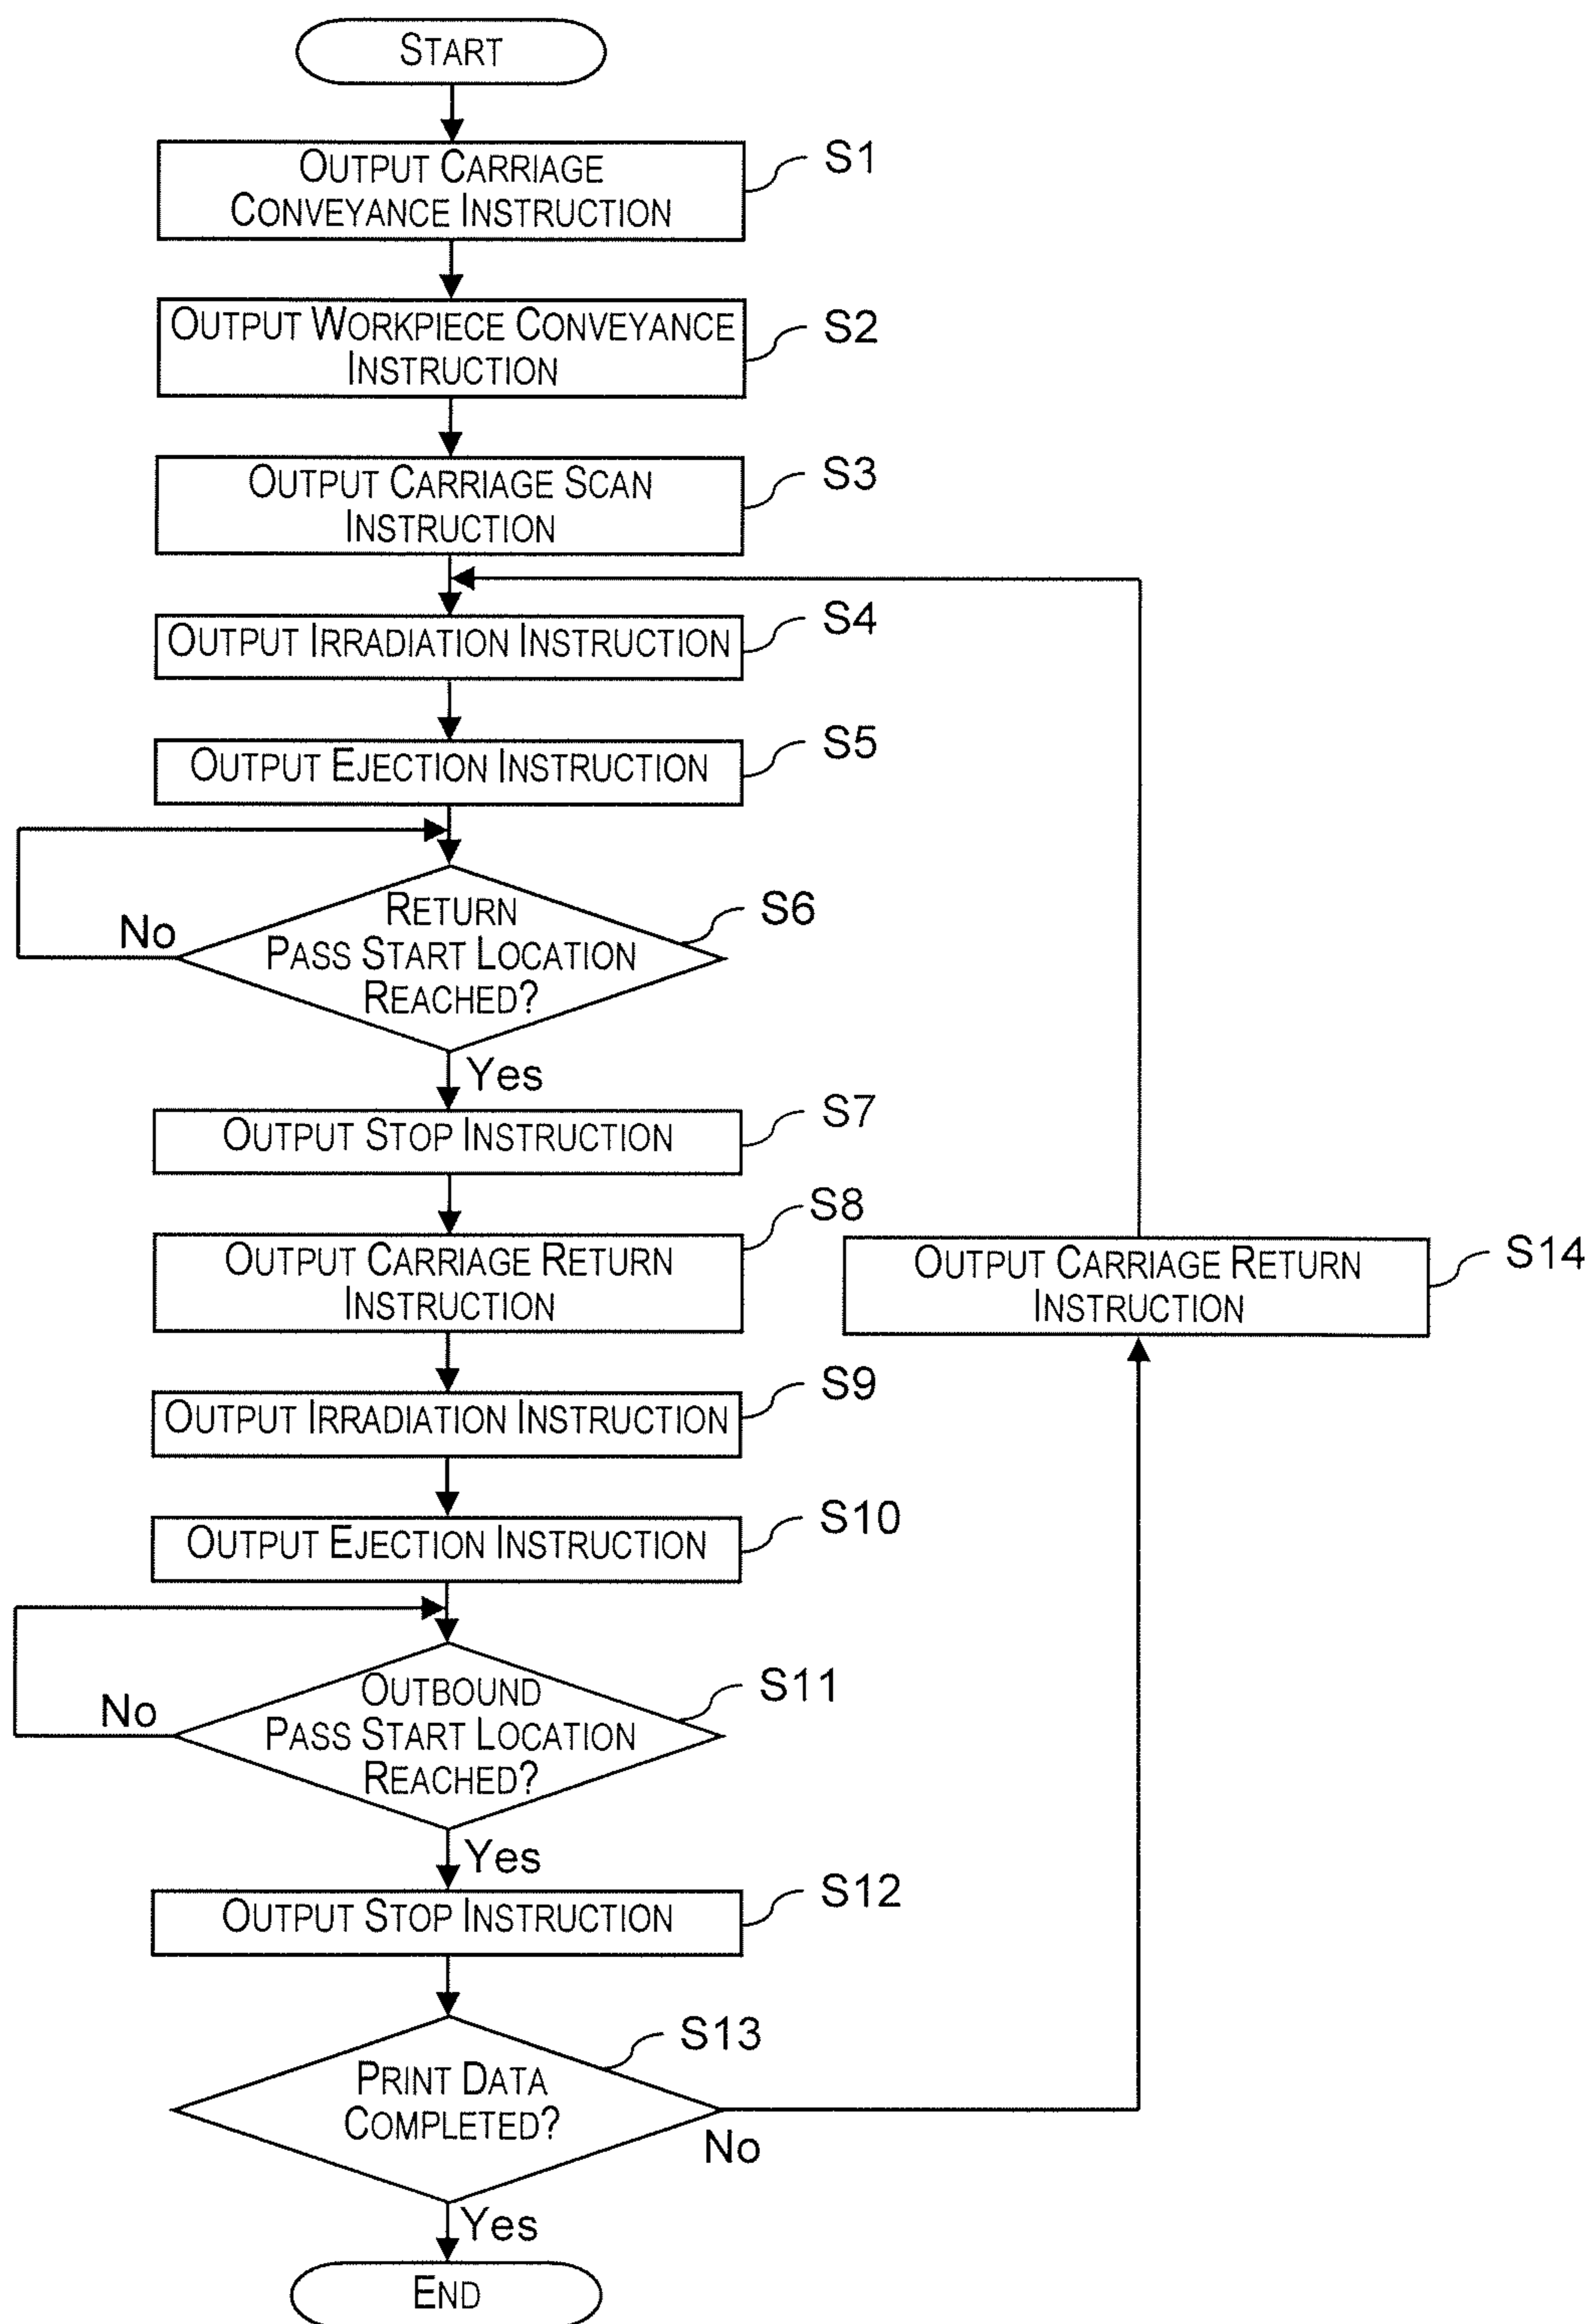 START
OUTPUT CARRIAGE
CONVEYANCE INSTRUCTION
S1
OUTPUT WORKPIECE CONVEYANCE
INSTRUCTION
S2
OUTPUT CARRIAGE SCAN
INSTRUCTION
S3
OUTPUT IRRADIATION INSTRUCTION
S4
OUTPUT EJECTION INSTRUCTION
S5
RETURN
PASS START LOCATION
REACHED?
S6
No
Yes
OUTPUT STOP INSTRUCTION
S7
OUTPUT CARRIAGE RETURN
INSTRUCTION
S8
OUTPUT CARRIAGE RETURN
INSTRUCTION
S14
OUTPUT IRRADIATION INSTRUCTION
S9
OUTPUT EJECTION INSTRUCTION
S10
OUTBOUND
PASS START LOCATION
REACHED?
S11
No
Yes
OUTPUT STOP INSTRUCTION
S12
PRINT DATA
COMPLETED?
S13
No
Yes
END